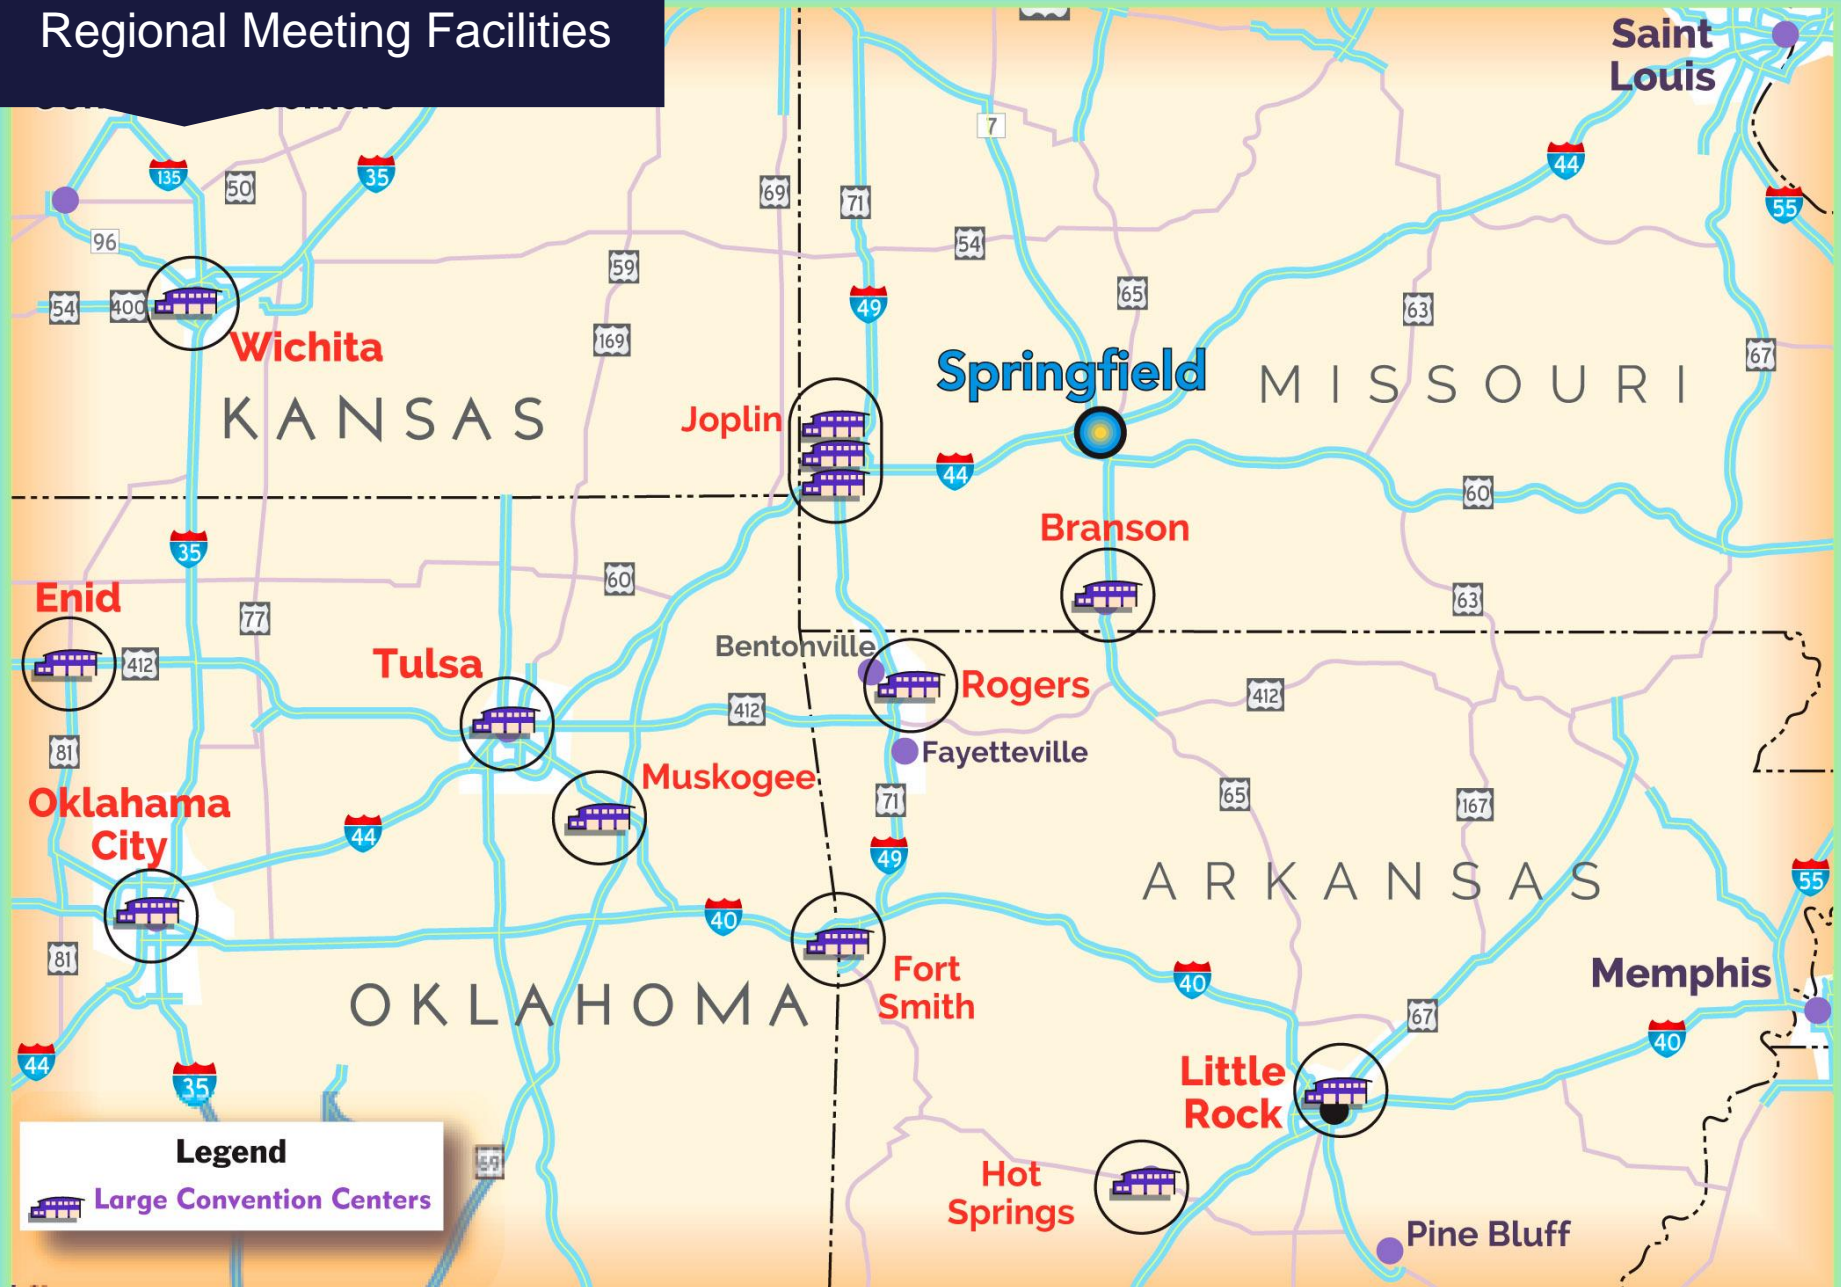 Regional Meeting Facilities
Saint
Louis
7
44
135
35
50
69
71
55
96
54
59
65
49
63
54
400
169
67
Wichita
Springfield
MISSOURI
KANSAS
Joplin
44
60
Branson
35
60
63
Enid
77
412
Tulsa
Bentonville
Rogers
412
412
81
Fayetteville
Muskogee
71
65
167
Oklahoma
City
44
49
ARKANSAS
55
40
81
Fort
Smith
40
Memphis
OKLAHOMA
67
40
44
35
Little
Rock
Legend
Large Convention Centers
69
Hot
Springs
Pine Bluff